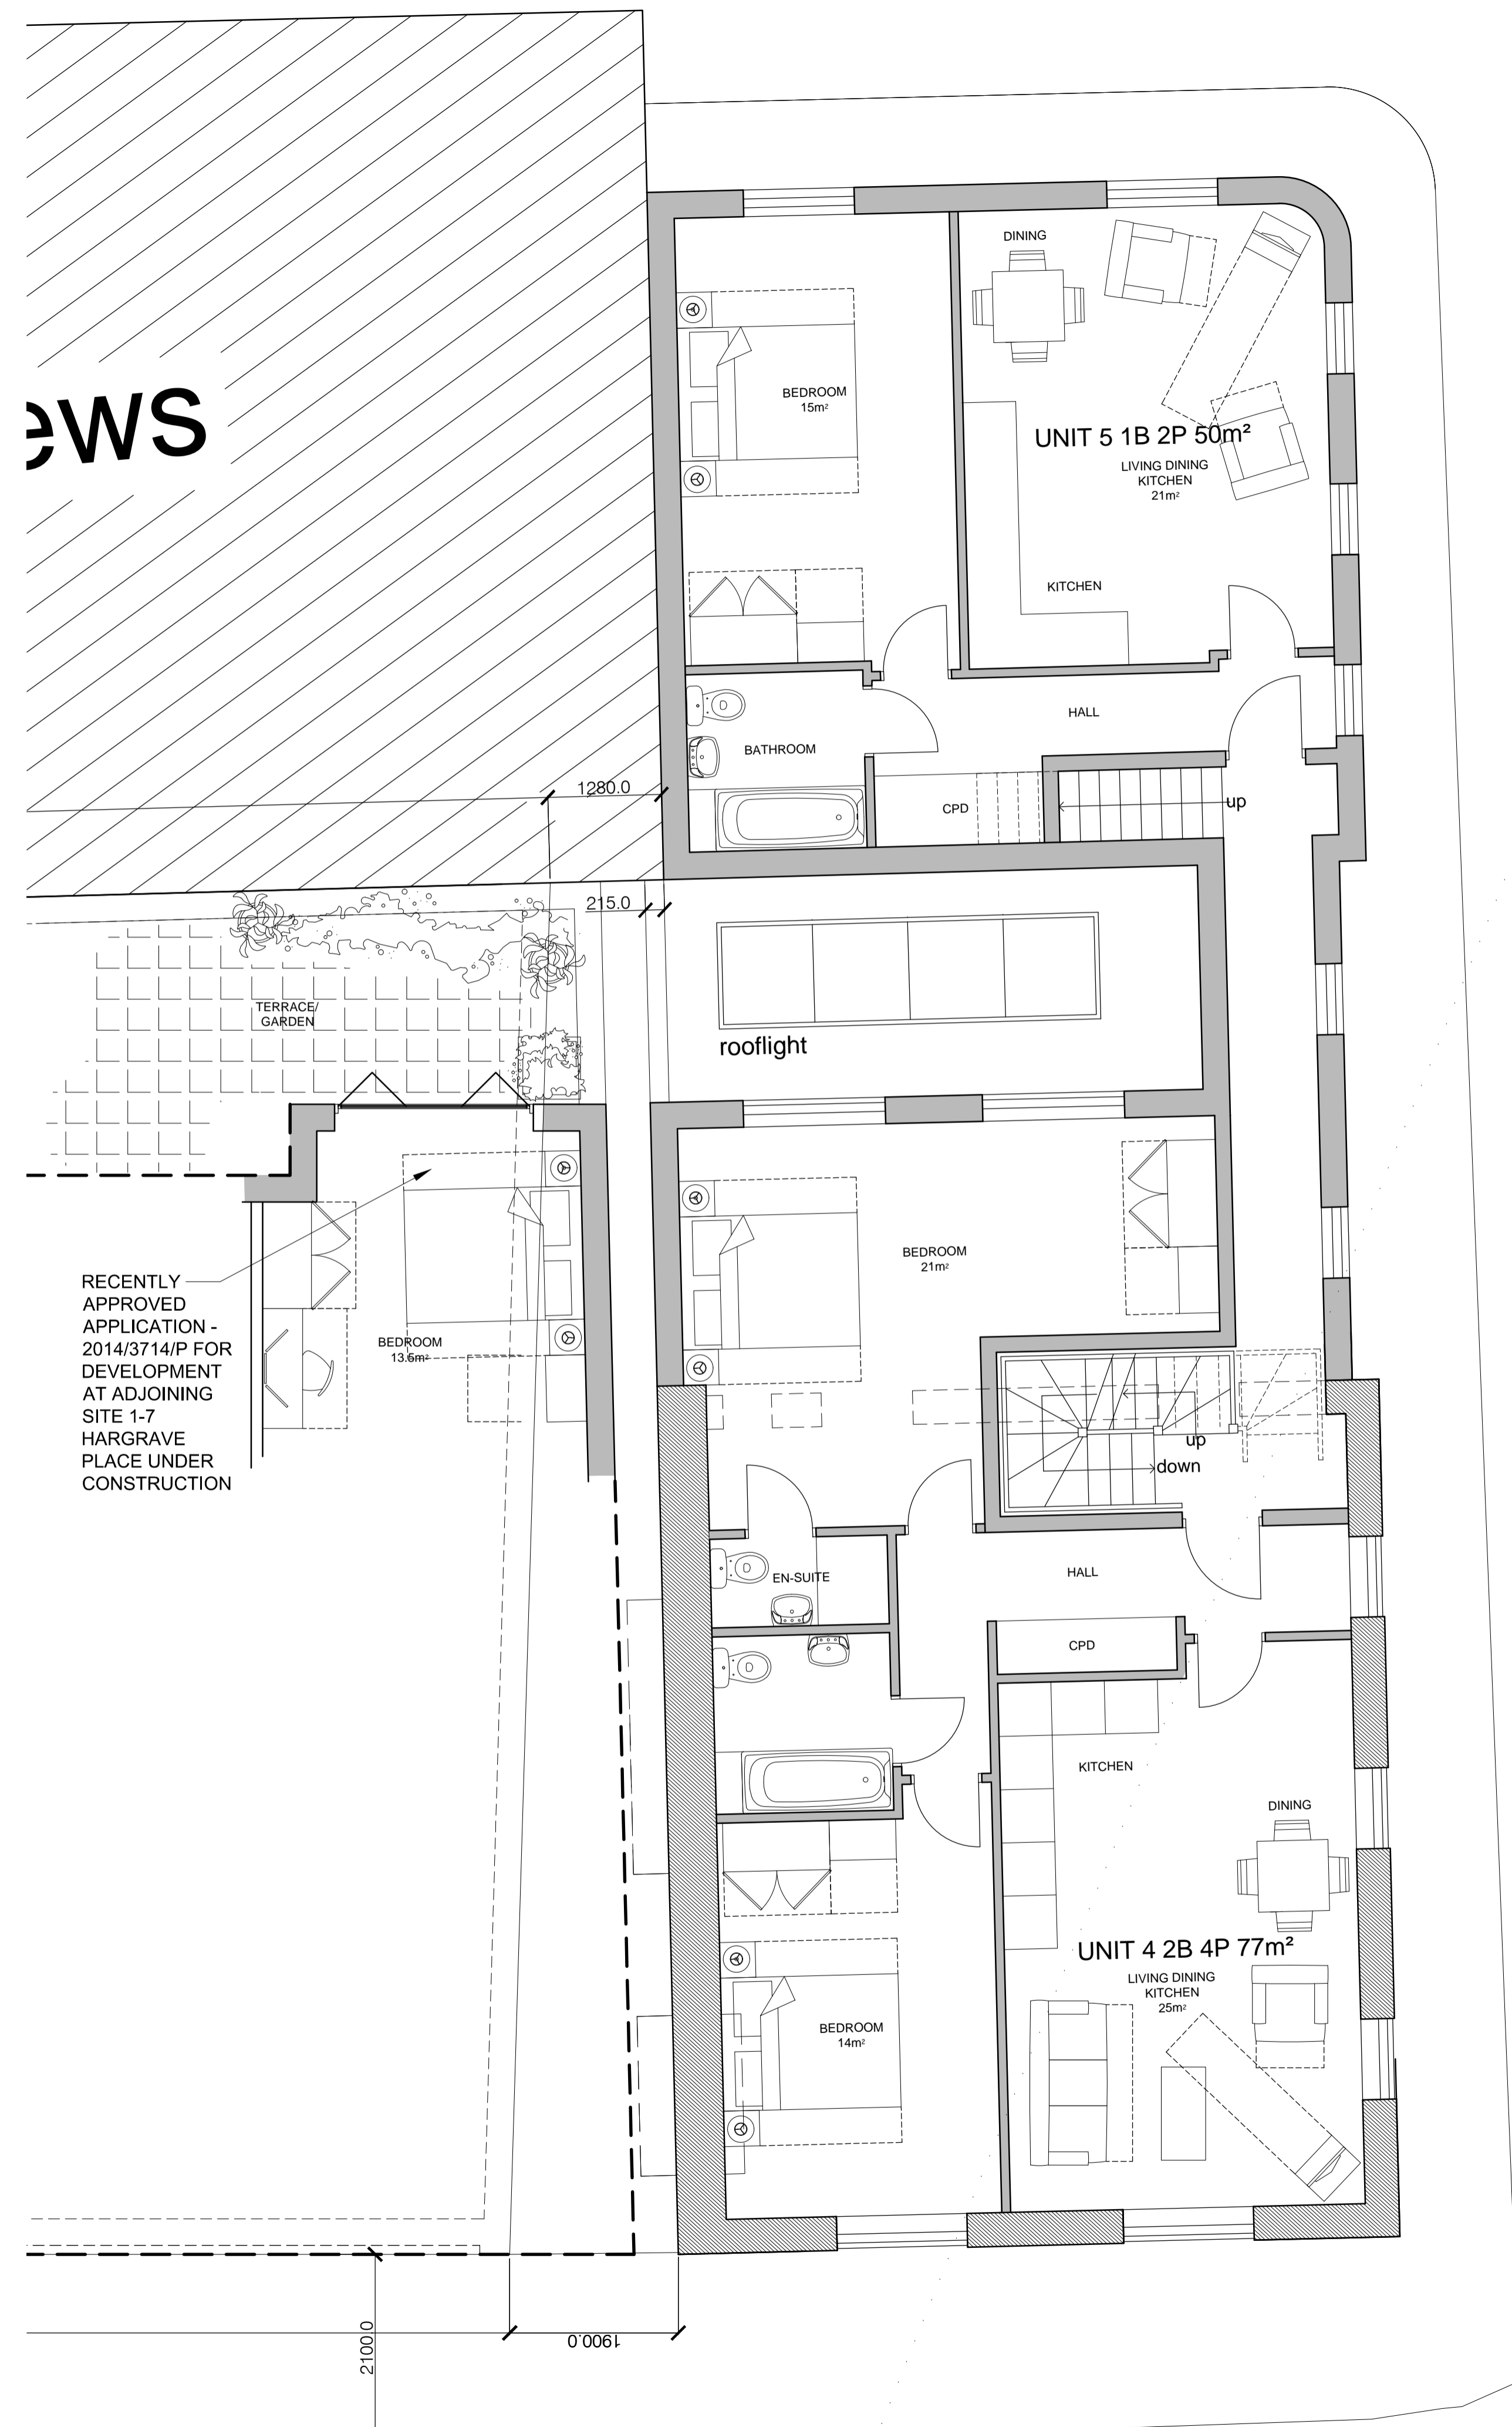 DINING
BEDROOM
15m²
ews
UNIT 5 1B 2P 50m²
LIVING DINING
KITCHEN
21m²
KITCHEN
HALL
BATHROOM
1280.0
CPD
up
215.0
TERRACE/
GARDEN
rooflight
BEDROOM
21m²
RECENTLY
APPROVED
APPLICATION -
2014/3714/P FOR
DEVELOPMENT
AT ADJOINING
SITE 1-7
HARGRAVE
PLACE UNDER
CONSTRUCTION
BEDROOM
13.5m²
up
down
EN-SUITE
HALL
CPD
KITCHEN
DINING
UNIT 4 2B 4P 77m²
LIVING DINING
KITCHEN
25m²
BEDROOM
14m²
2100.0
1900.0